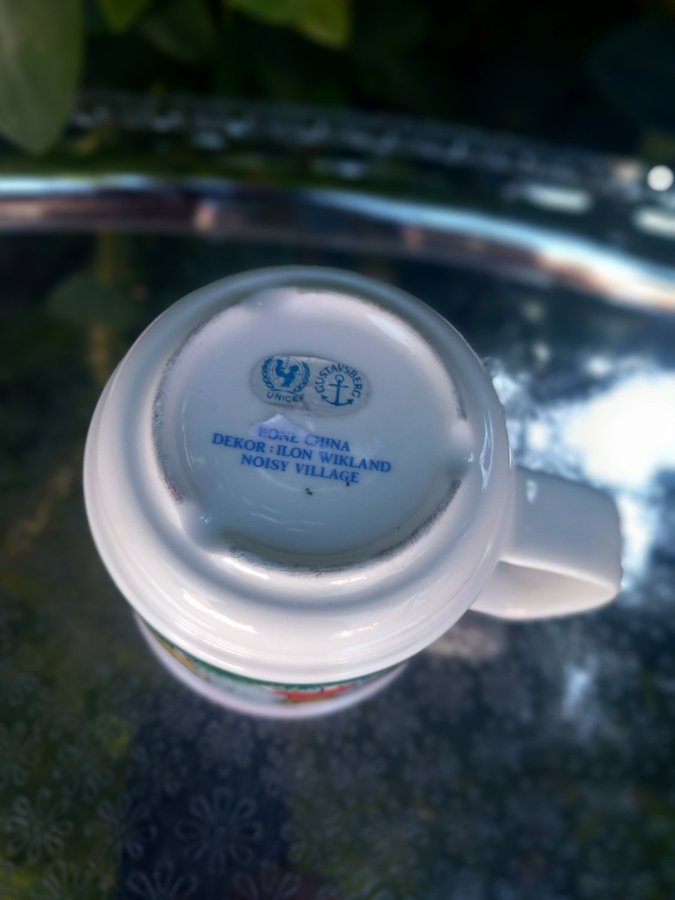 UNICEF
GUSTAVSBERG
BONE CHINA
DEKOR : ILON WIKLAND
NOISY VILLAGE